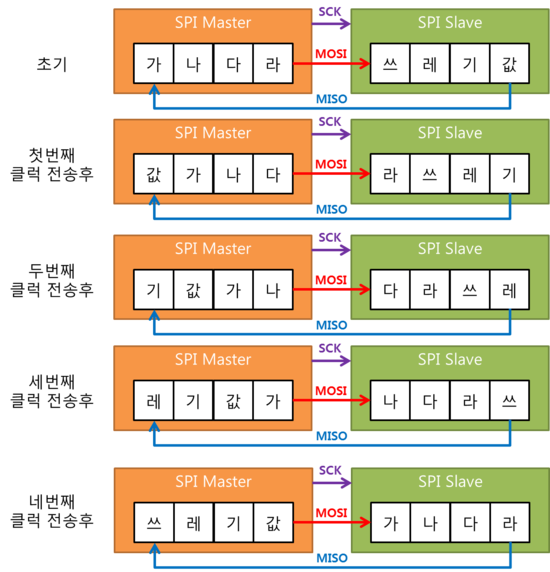 SCK
SPI Master SPI Slave
초기 가 나 다 라 MOSI 쓰 레 기 값
MISO
SCK
SPI Master SPI Slave
첫번째
클럭 전송후 값 가 나 다 MOSI 라 쓰 레 기
MISO
SCK
SPI Master SPI Slave
두번째
클럭 전송후 기 값 가 나 MOSI 다 라 쓰 레
MISO
SCK
SPI Master SPI Slave
세번째
클럭 전송후 레 기 값 가 MOSI 나 다 라 쓰
MISO
SCK
SPI Master SPI Slave
네번째
클럭 전송후 쓰 레 기 값 MOSI 가 나 다 라
MISO